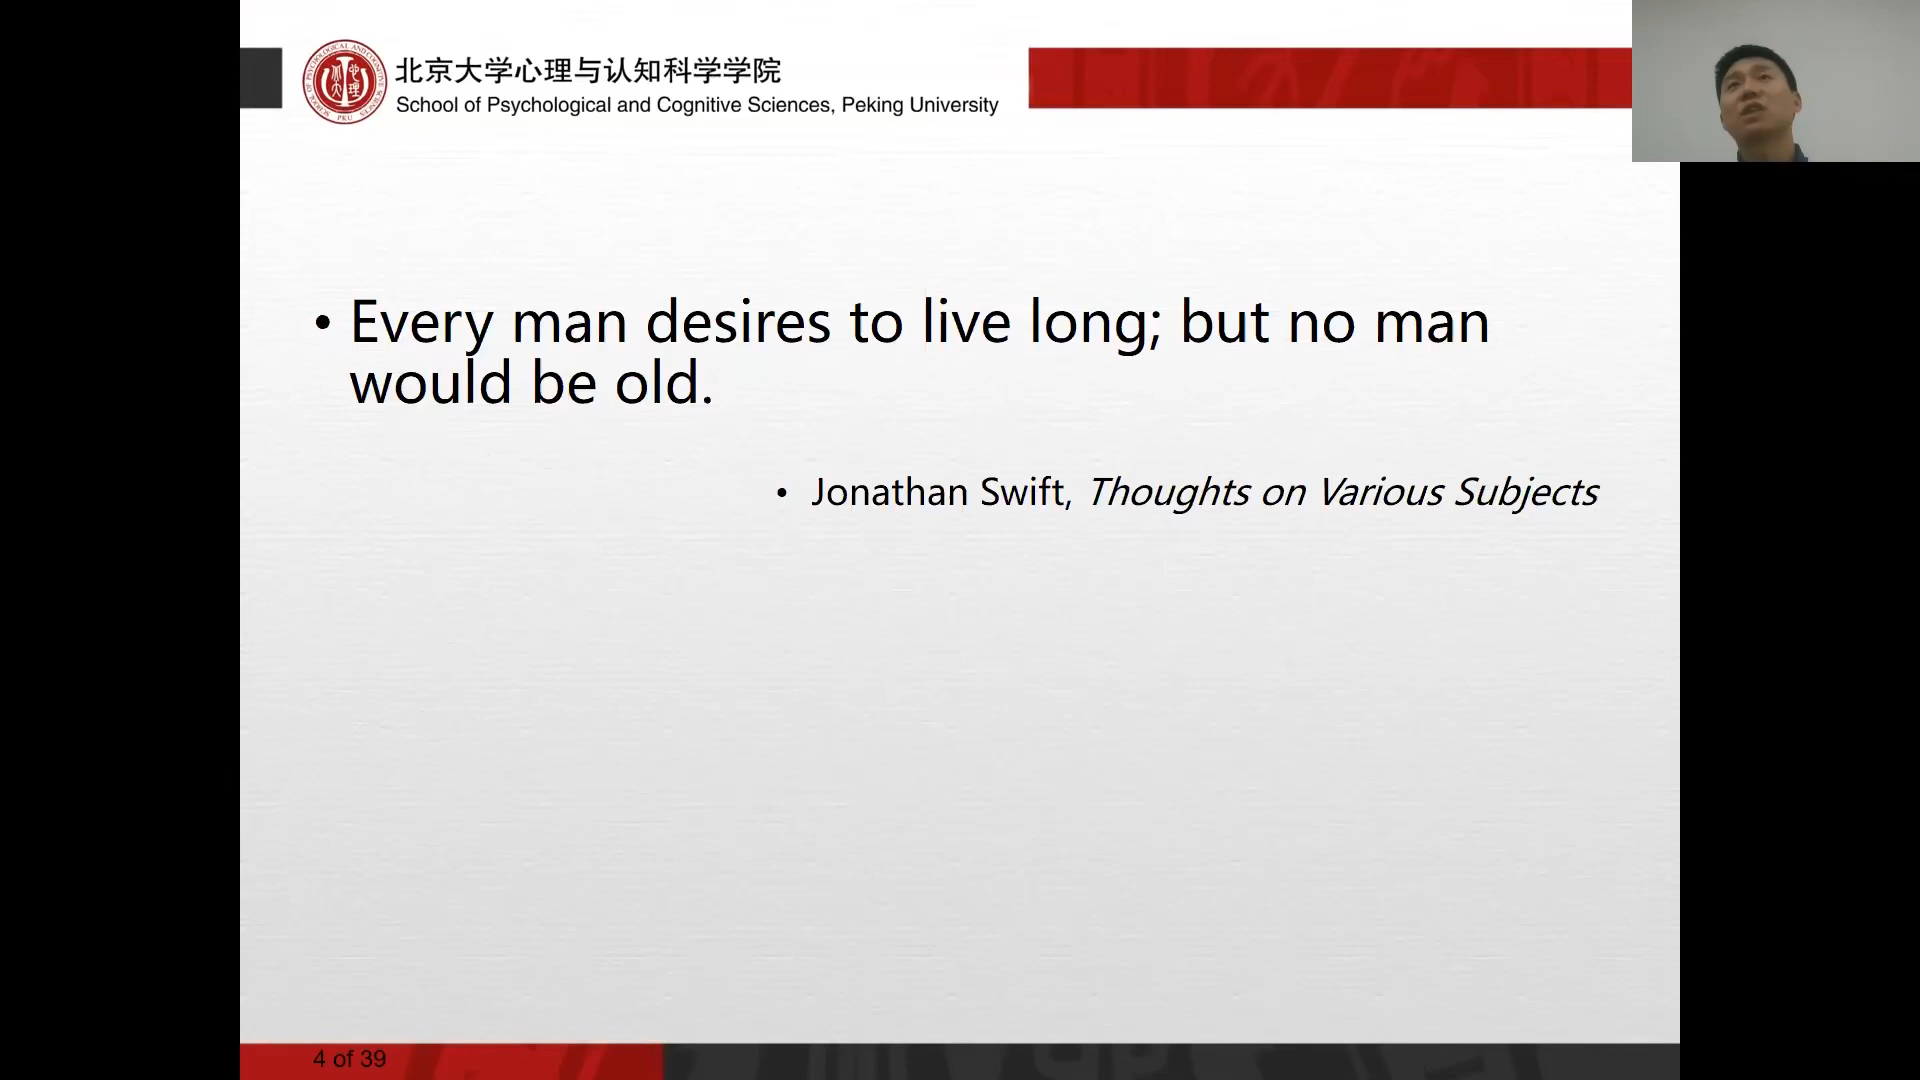 北京大学心理与认知科学学院
School of Psychological and Cognitive Sciences, Peking University
• Every man desires to live long; but no man
would be old.
• Jonathan Swift, Thoughts on Various Subjects
4 of 39